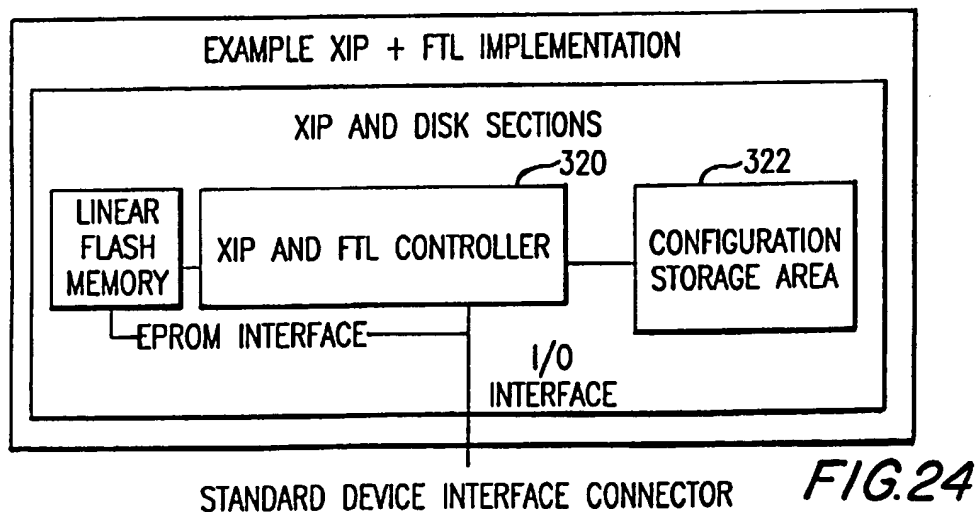 EXAMPLE XIP + FTL IMPLEMENTATION
XIP AND DISK SECTIONS
320
322
LINEAR
FLASH
MEMORY
XIP AND FTL CONTROLLER
CONFIGURATION
STORAGE AREA
EPROM INTERFACE
I/O
INTERFACE
STANDARD DEVICE INTERFACE CONNECTOR
FIG.24